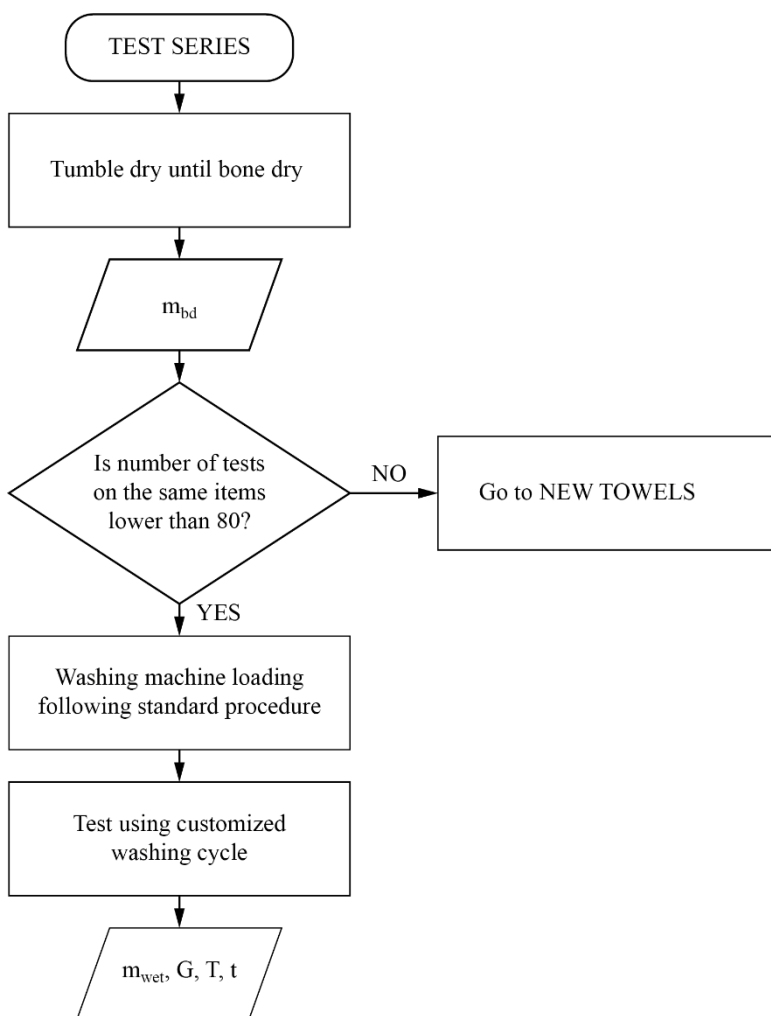 TEST SERIES
Tumble dry until bone dry
m_bd
Is number of tests
on the same items
lower than 80?
NO
Go to NEW TOWELS
YES
Washing machine loading
following standard procedure
Test using customized
washing cycle
m_wet, G, T, t